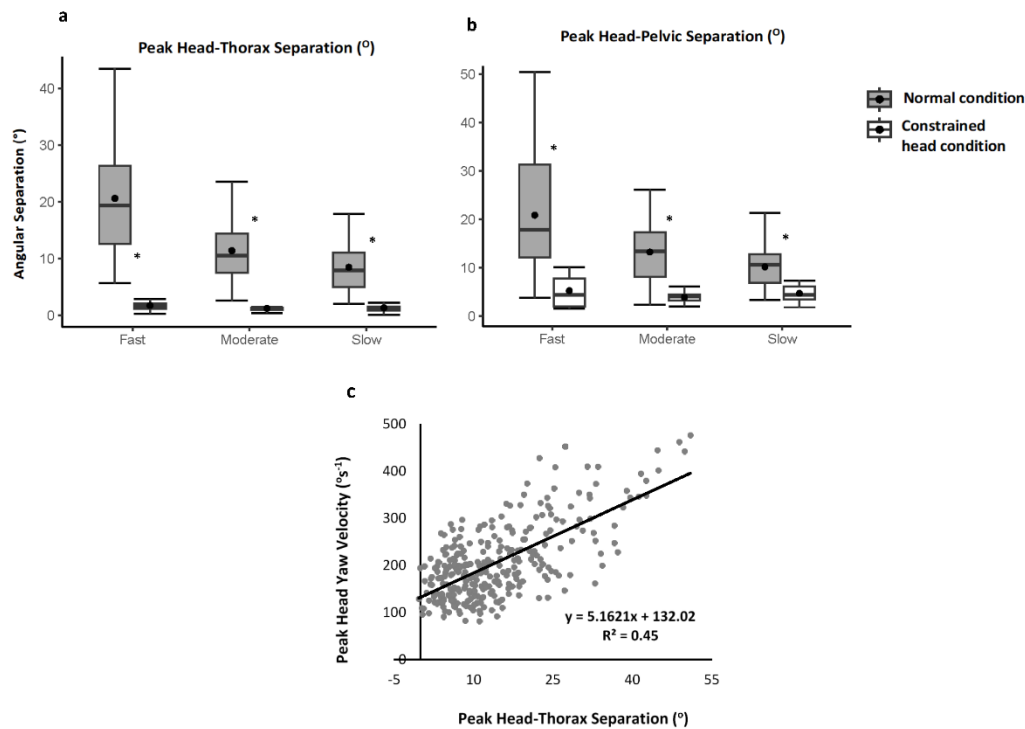 a
Peak Head-Thorax Separation (O)
Angular Separation (°)
40
30
20
10
0
*
*
*
Fast
Moderate
Slow
b
Peak Head-Pelvic Separation (O)
50
40
30
20
10
0
*
*
*
Fast
Moderate
Slow
Normal condition
Constrained
head condition
c
Peak Head Yaw Velocity (os-1)
500
400
300
200
100
0
y = 5.1621x + 132.02
R² = 0.45
-5
10
25
40
55
Peak Head-Thorax Separation (o)